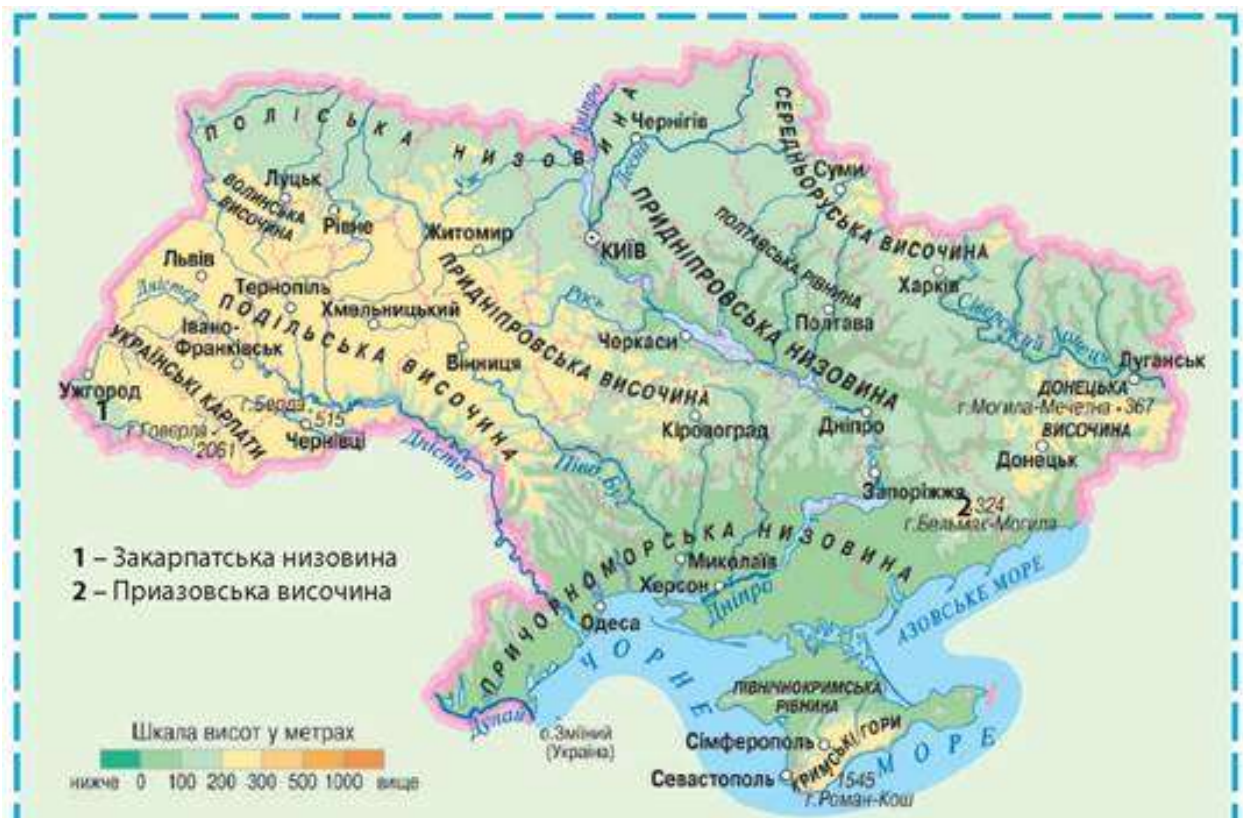 ПОЛІСЬКА НИЗОВИНА
Дніпро
Чернігів
Десна
СЕРЕДНЬОРУСЬКА ВИСОЧИНА
Суми
Луцьк
ВОЛИНСЬКА
ВИСОЧИНА
Рівне
Житомир
КИЇВ
ПРИДНІПРОВСЬКА НИЗОВИНА
ПОЛТАВСЬКА РІВНИНА
Харків
Львів
Дністер
Тернопіль
Хмельницький
ПРИДНІПРОВСЬКА ВИСОЧИНА
Рось
Полтава
Сіверський Донець
Івано-
Франківськ
ПОДІЛЬСЬКА ВИСОЧИНА
Вінниця
Черкаси
Луганськ
УКРАЇНСЬКІ КАРПАТИ
Ужгород
1
г.Берда
515
Чернівці
г.Говерла
2061
Дністер
Півд. Буг
Кіровоград
Дніпро
ДОНЕЦЬКА
г.Могила-Мечетна 367
ВИСОЧИНА
Донецьк
Запоріжжя
2 324
г.Бельмак-Могила
1 – Закарпатська низовина
2 – Приазовська височина
ПРИЧОРНОМОРСЬКА НИЗОВИНА
Миколаїв
Херсон
Дніпро
Одеса
АЗОВСЬКЕ МОРЕ
ЧОРНЕ МОРЕ
Дунай
о.Зміїний
(Україна)
ПІВНІЧНОКРИМСЬКА
РІВНИНА
Сімферополь
КРИМСЬКІ ГОРИ
Севастополь
1545
г.Роман-Кош
Шкала висот у метрах
нижче 0 100 200 300 500 1000 вище